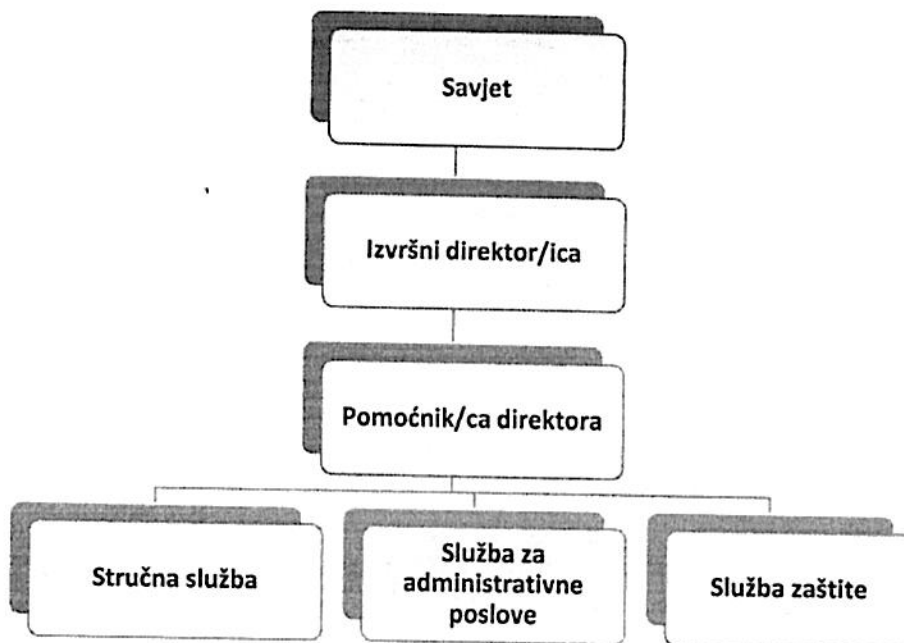 Savjet
Izvršni direktor/ica
Pomoćnik/ca direktora
Stručna služba
Služba za
administrativne
poslove
Služba zaštite